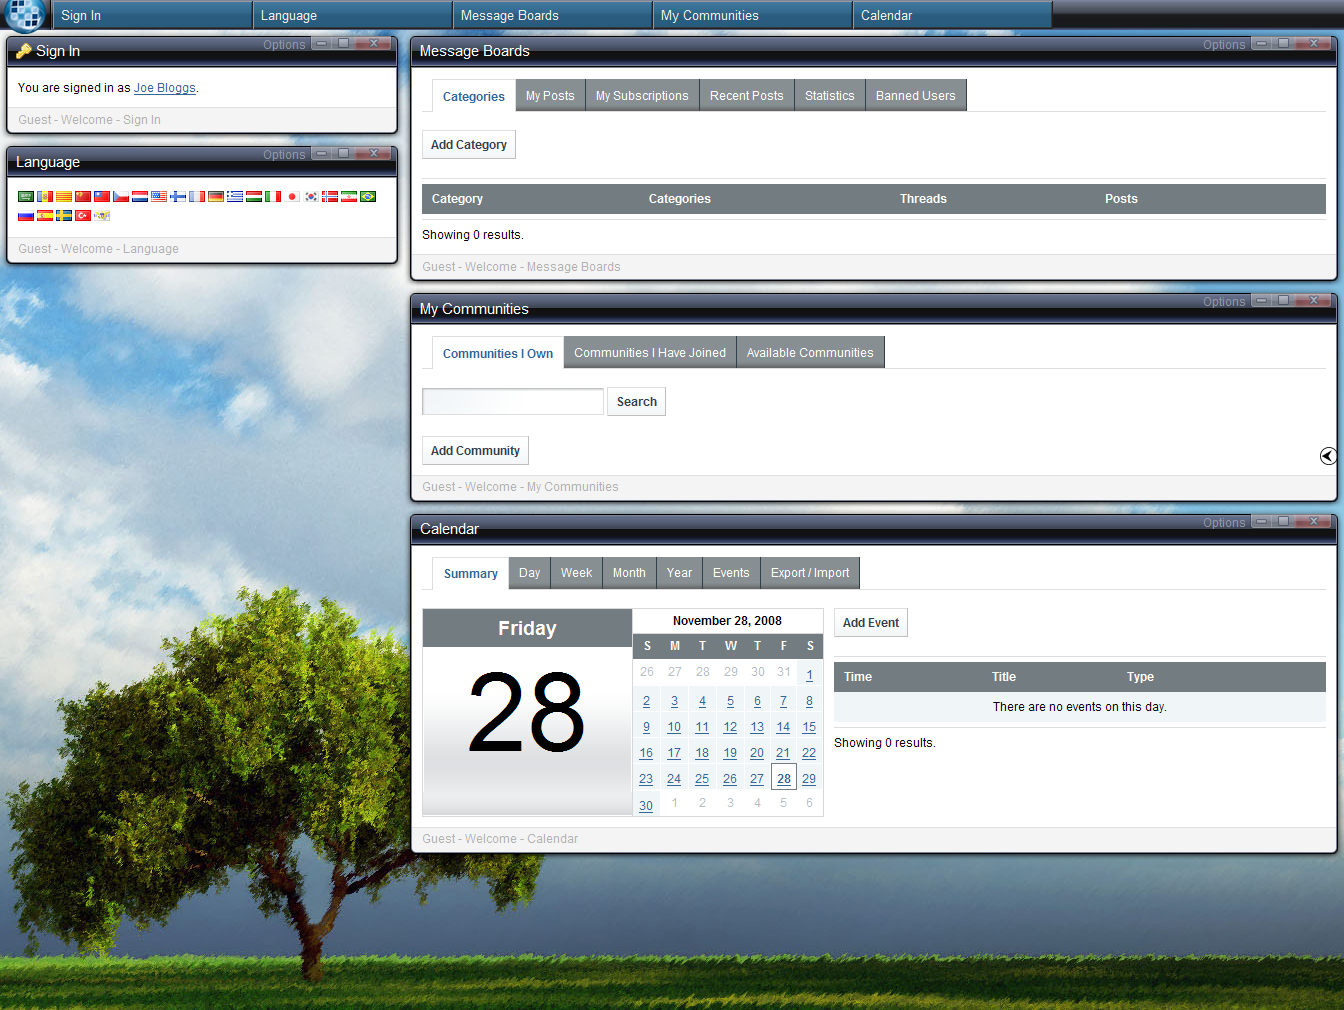 Sign In Language Message Boards My Communities Calendar
Sign In Options
You are signed in as Joe Bloggs.
Guest - Welcome - Sign In
Language Options
Guest - Welcome - Language
Message Boards Options
Categories My Posts My Subscriptions Recent Posts Statistics Banned Users
Add Category
Category Categories Threads Posts
Showing 0 results.
Guest - Welcome - Message Boards
My Communities Options
Communities I Own Communities I Have Joined Available Communities
Search
Add Community
Guest - Welcome - My Communities
Calendar Options
Summary Day Week Month Year Events Export / Import
Friday
28
November 28, 2008
S M T W T F S
26 27 28 29 30 31 1
2 3 4 5 6 7 8
9 10 11 12 13 14 15
16 17 18 19 20 21 22
23 24 25 26 27 28 29
30 1 2 3 4 5 6
Add Event
Time Title Type
There are no events on this day.
Showing 0 results.
Guest - Welcome - Calendar